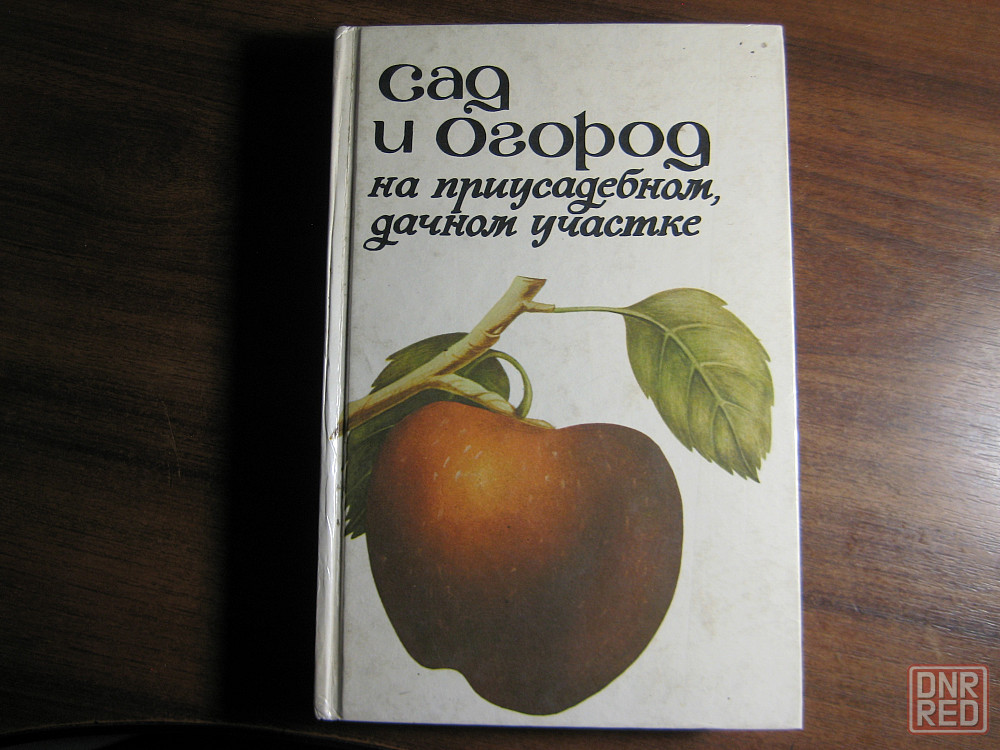 Сад
и огород
на приусадебном,
дачном участке
DNR
RED